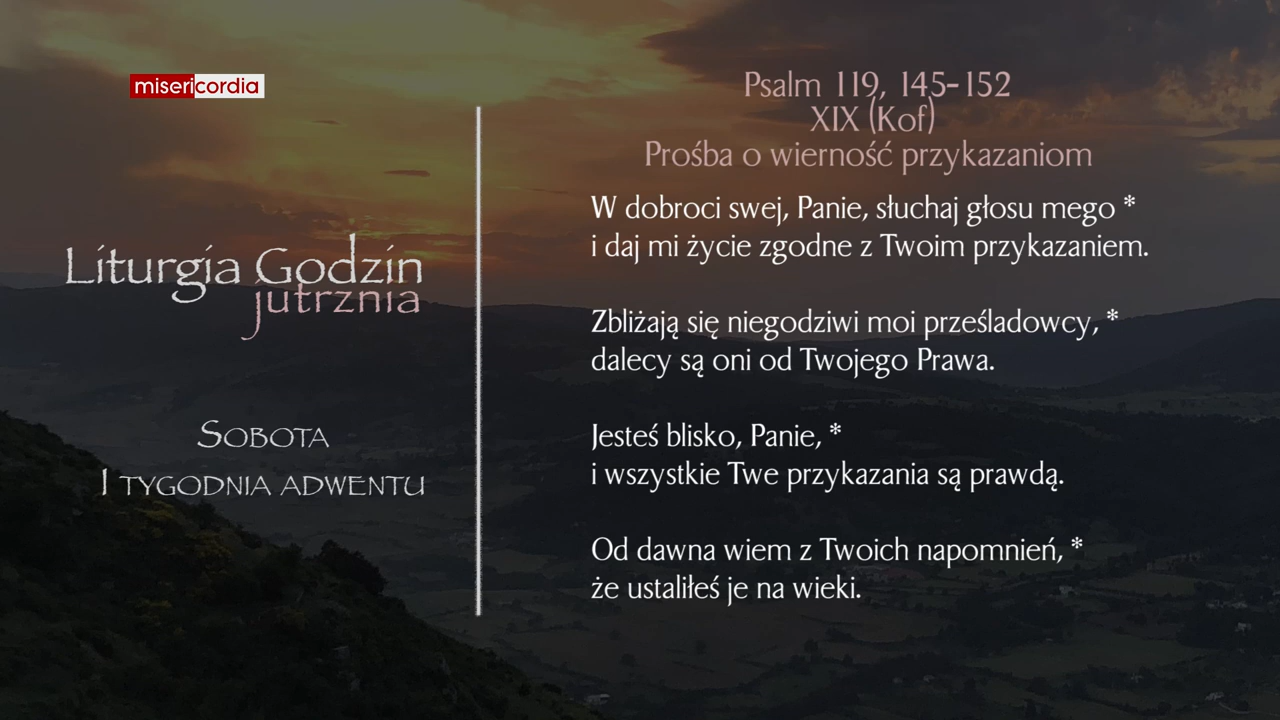 misericordia
Liturgia Godzin
jutrznia
Sobota
I tygodnia adwentu
Psalm 119, 145-152
XIX (Kof)
Prośba o wierność przykazaniom
W dobroci swej, Panie, słuchaj głosu mego *
i daj mi życie zgodne z Twoim przykazaniem.
Zbliżają się niegodziwi moi prześladowcy, *
dalecy są oni od Twojego Prawa.
Jesteś blisko, Panie, *
i wszystkie Twe przykazania są prawdą.
Od dawna wiem z Twoich napomnień, *
że ustaliłeś je na wieki.